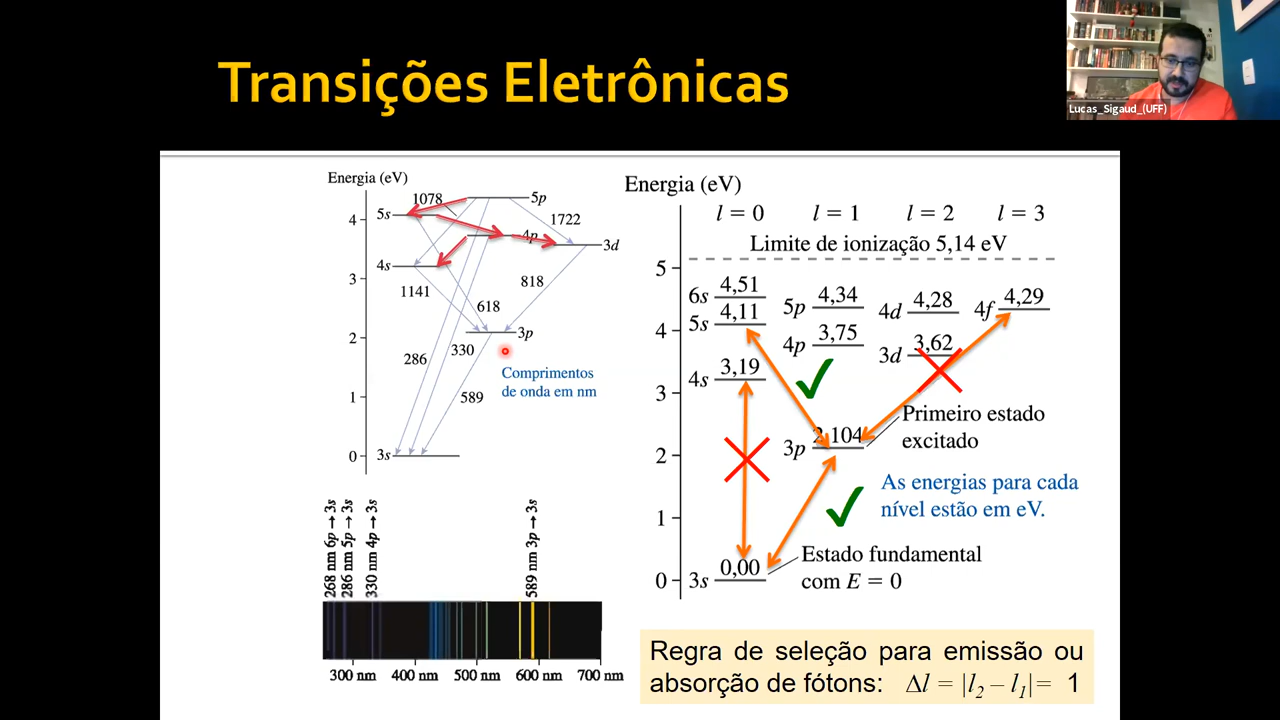 Transições Eletrônicas
Lucas_Sigaud_(UFF)
Energia (eV)
1078
5p
5s
4
1722
4p
3d
4s
3
818
1141
618
2
3p
286
330
Comprimentos
de onda em nm
589
1
0
3s
268 nm 6p → 3s
286 nm 5p → 3s
330 nm 4p → 3s
589 nm 3p → 3s
300 nm 400 nm 500 nm 600 nm 700 nm
Energia (eV)
l = 0 l = 1 l = 2 l = 3
Limite de ionização 5,14 eV
5
6s 4,51
5p 4,34
4d 4,28
4f 4,29
5s 4,11
4
4p 3,75
3d 3,62
4s 3,19
3
Primeiro estado
excitado
3p 2,104
2
As energias para cada
nível estão em eV.
1
Estado fundamental
com E = 0
0 3s 0,00
Regra de seleção para emissão ou
absorção de fótons: Δl = |l₂ – l₁|= 1